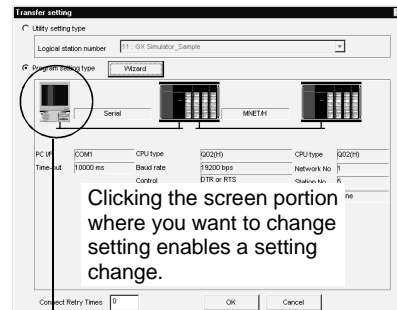 Transfer setting
Utility setting type
Logical station number 11 : GX Simulator_Sample
Program setting type Wizard
Serial MNET/H
PC I/F COM1 CPU type Q02(H) CPU type Q02(H)
Time-out 10000 ms Baud rate 19200 bps Network No 1
Control DTR or RTS Station No
Clicking the screen portion
where you want to change
setting enables a setting
change.
Connect Retry Times 0 OK Cancel